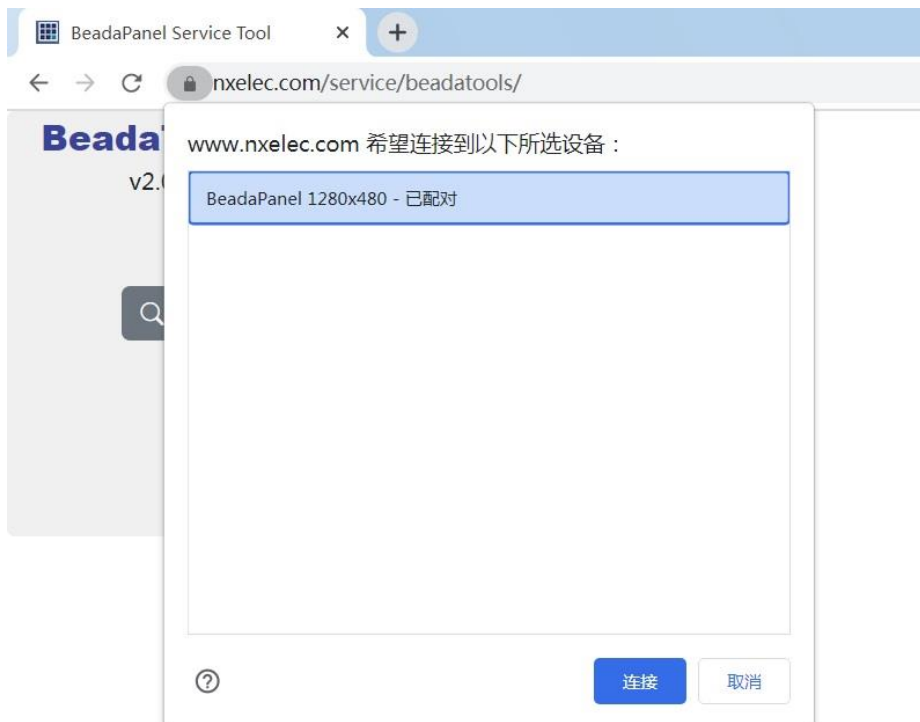 BeadaPanel Service Tool
nxelec.com/service/beadatools/
Beada
v2.
www.nxelec.com 希望连接到以下所选设备：
BeadaPanel 1280x480 - 已配对
连接
取消